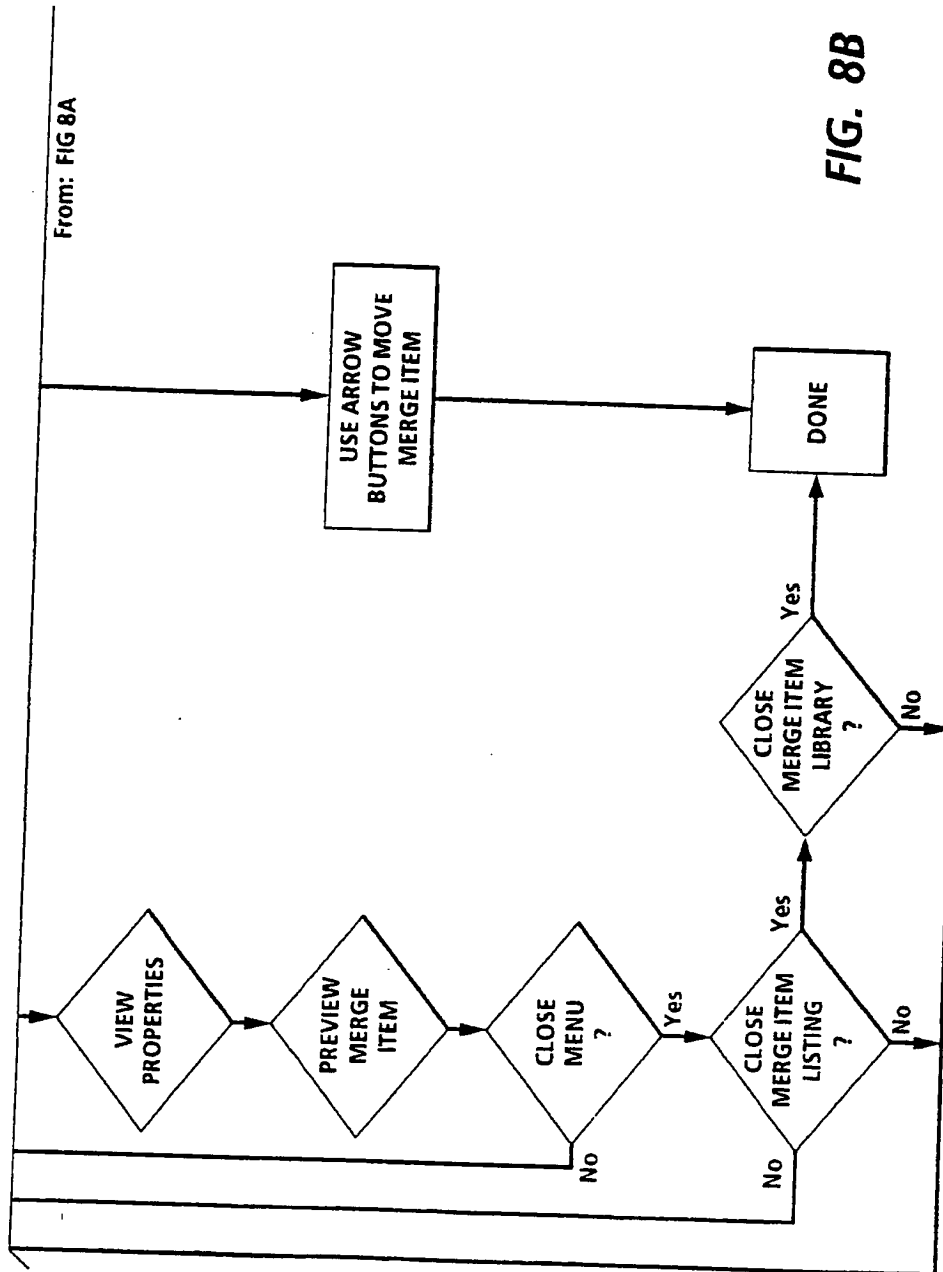 From: FIG 8A
VIEW
PROPERTIES
PREVIEW
MERGE
ITEM
CLOSE
MENU
?
No
Yes
CLOSE
MERGE ITEM
LISTING
?
No
No
Yes
CLOSE
MERGE ITEM
LIBRARY
?
No
Yes
USE ARROW
BUTTONS TO MOVE
MERGE ITEM
DONE
FIG. 8B